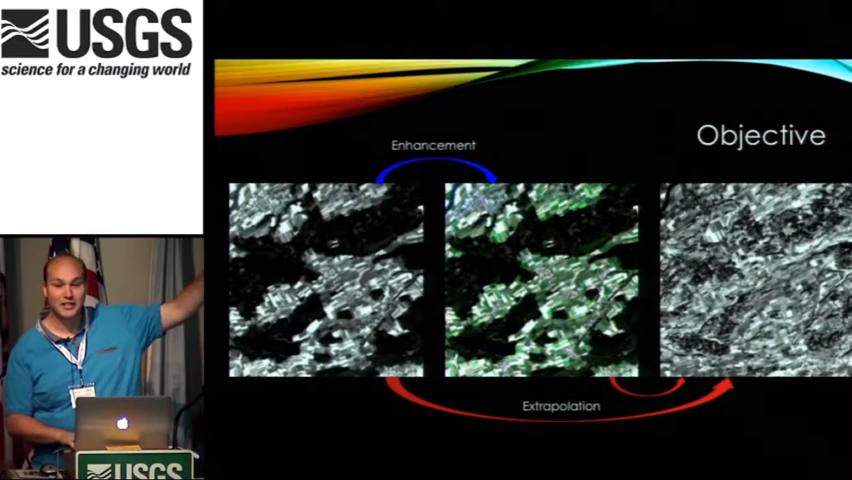 USGS
science for a changing world
Objective
Enhancement
Extrapolation
USGS